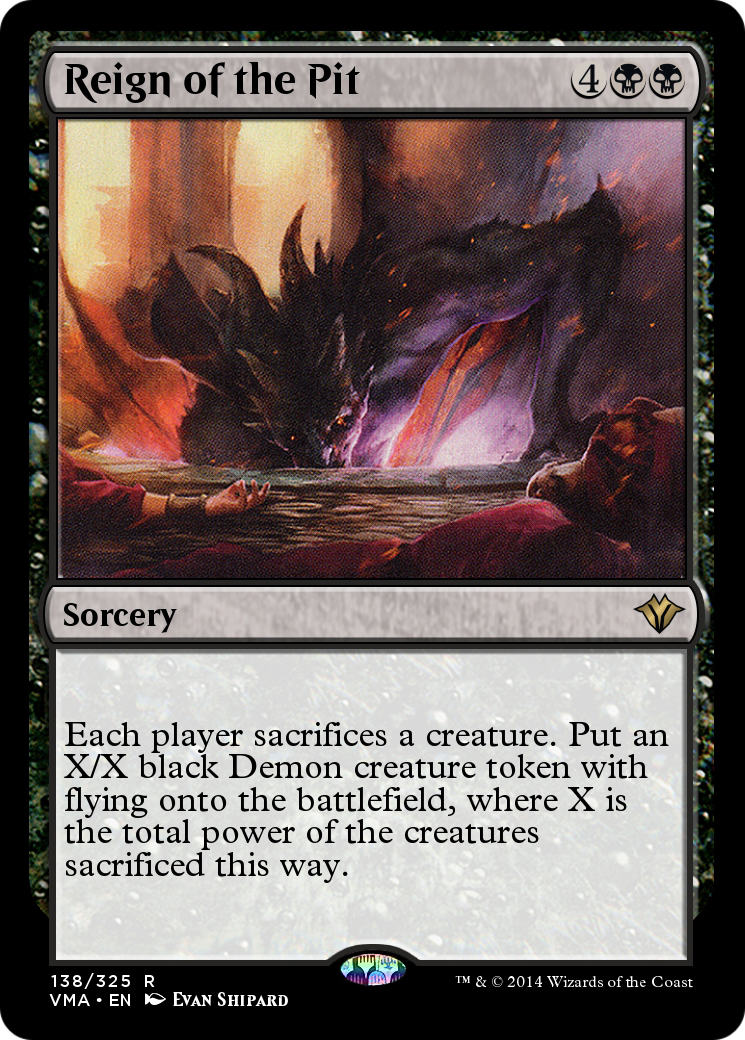 Reign of the Pit 4
Sorcery
Each player sacrifices a creature. Put an
X/X black Demon creature token with
flying onto the battlefield, where X is
the total power of the creatures
sacrificed this way.
138/325 R
VMA • EN Evan Shipard
™ & © 2014 Wizards of the Coast